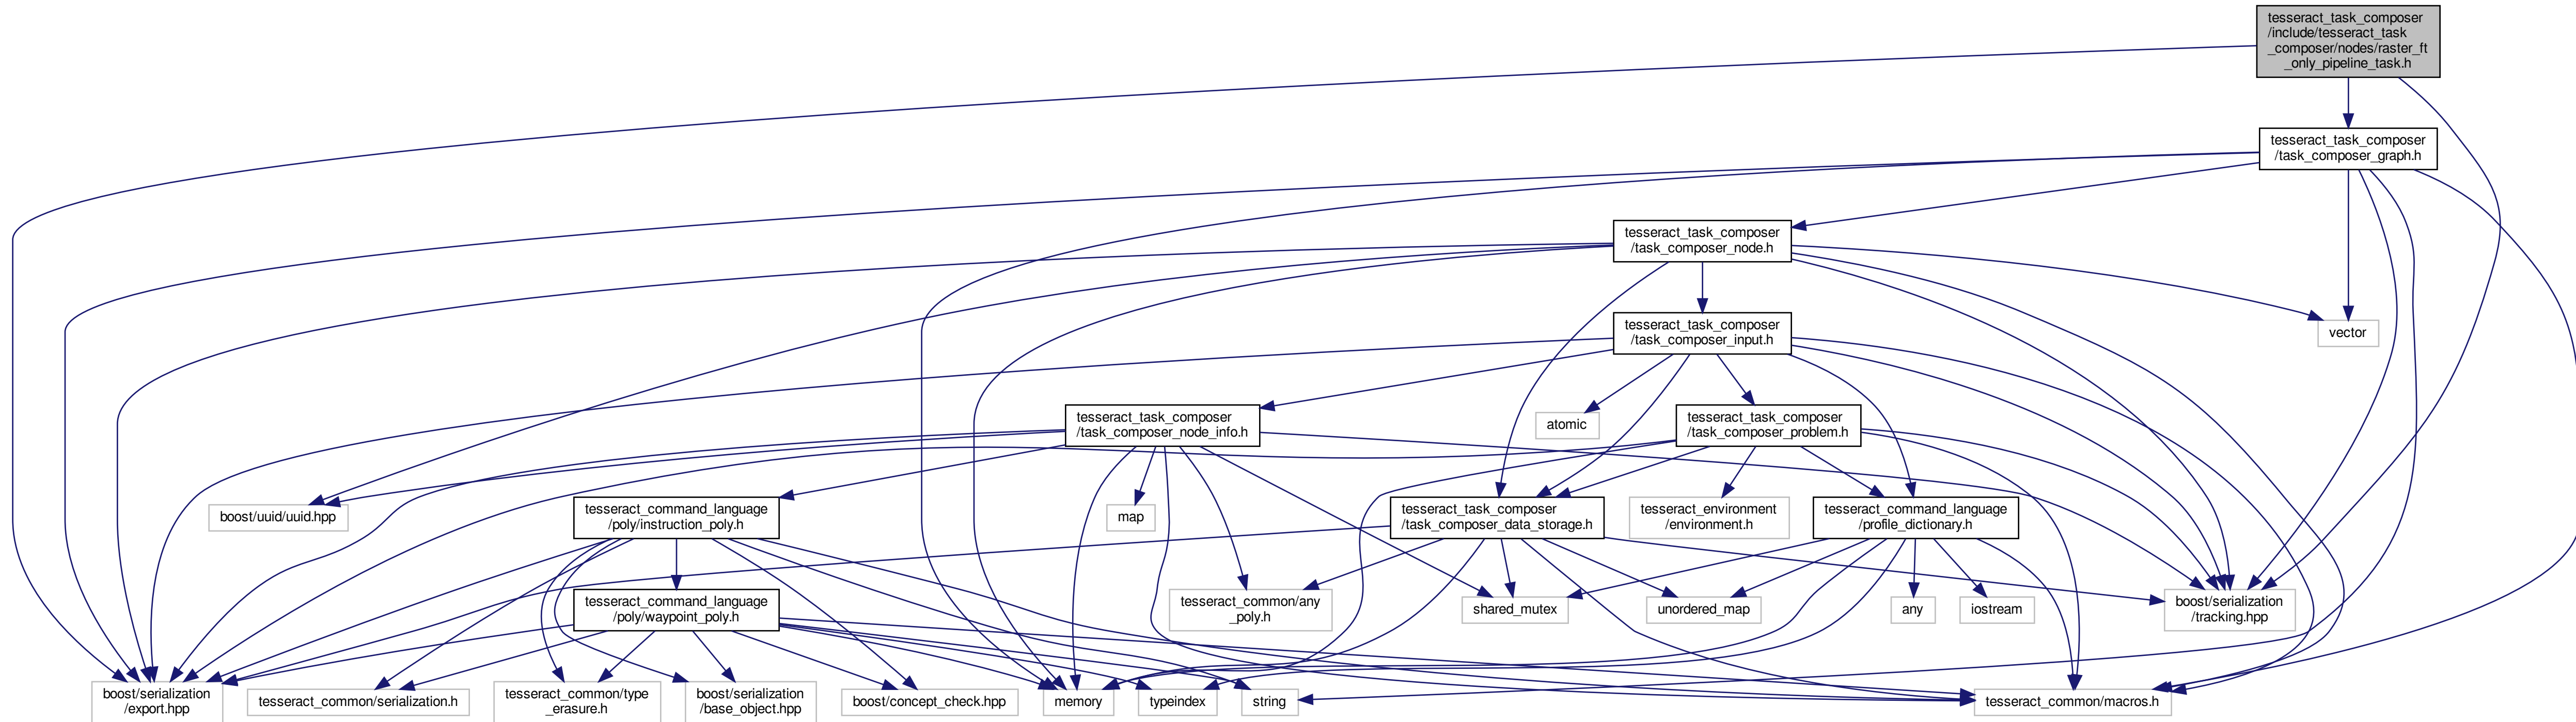 tesseract_task_composer
/include/tesseract_task
_composer/nodes/raster_ft
_only_pipeline_task.h
tesseract_task_composer
/task_composer_graph.h
tesseract_task_composer
/task_composer_node.h
tesseract_task_composer
/task_composer_input.h
vector
tesseract_task_composer
/task_composer_node_info.h
atomic
tesseract_task_composer
/task_composer_problem.h
boost/uuid/uuid.hpp
tesseract_command_language
/poly/instruction_poly.h
map
tesseract_task_composer
/task_composer_data_storage.h
tesseract_environment
/environment.h
tesseract_command_language
/profile_dictionary.h
tesseract_command_language
/poly/waypoint_poly.h
tesseract_common/any
_poly.h
shared_mutex
unordered_map
any
iostream
boost/serialization
/tracking.hpp
boost/serialization
/export.hpp
tesseract_common/serialization.h
tesseract_common/type
_erasure.h
boost/serialization
/base_object.hpp
boost/concept_check.hpp
memory
typeindex
string
tesseract_common/macros.h